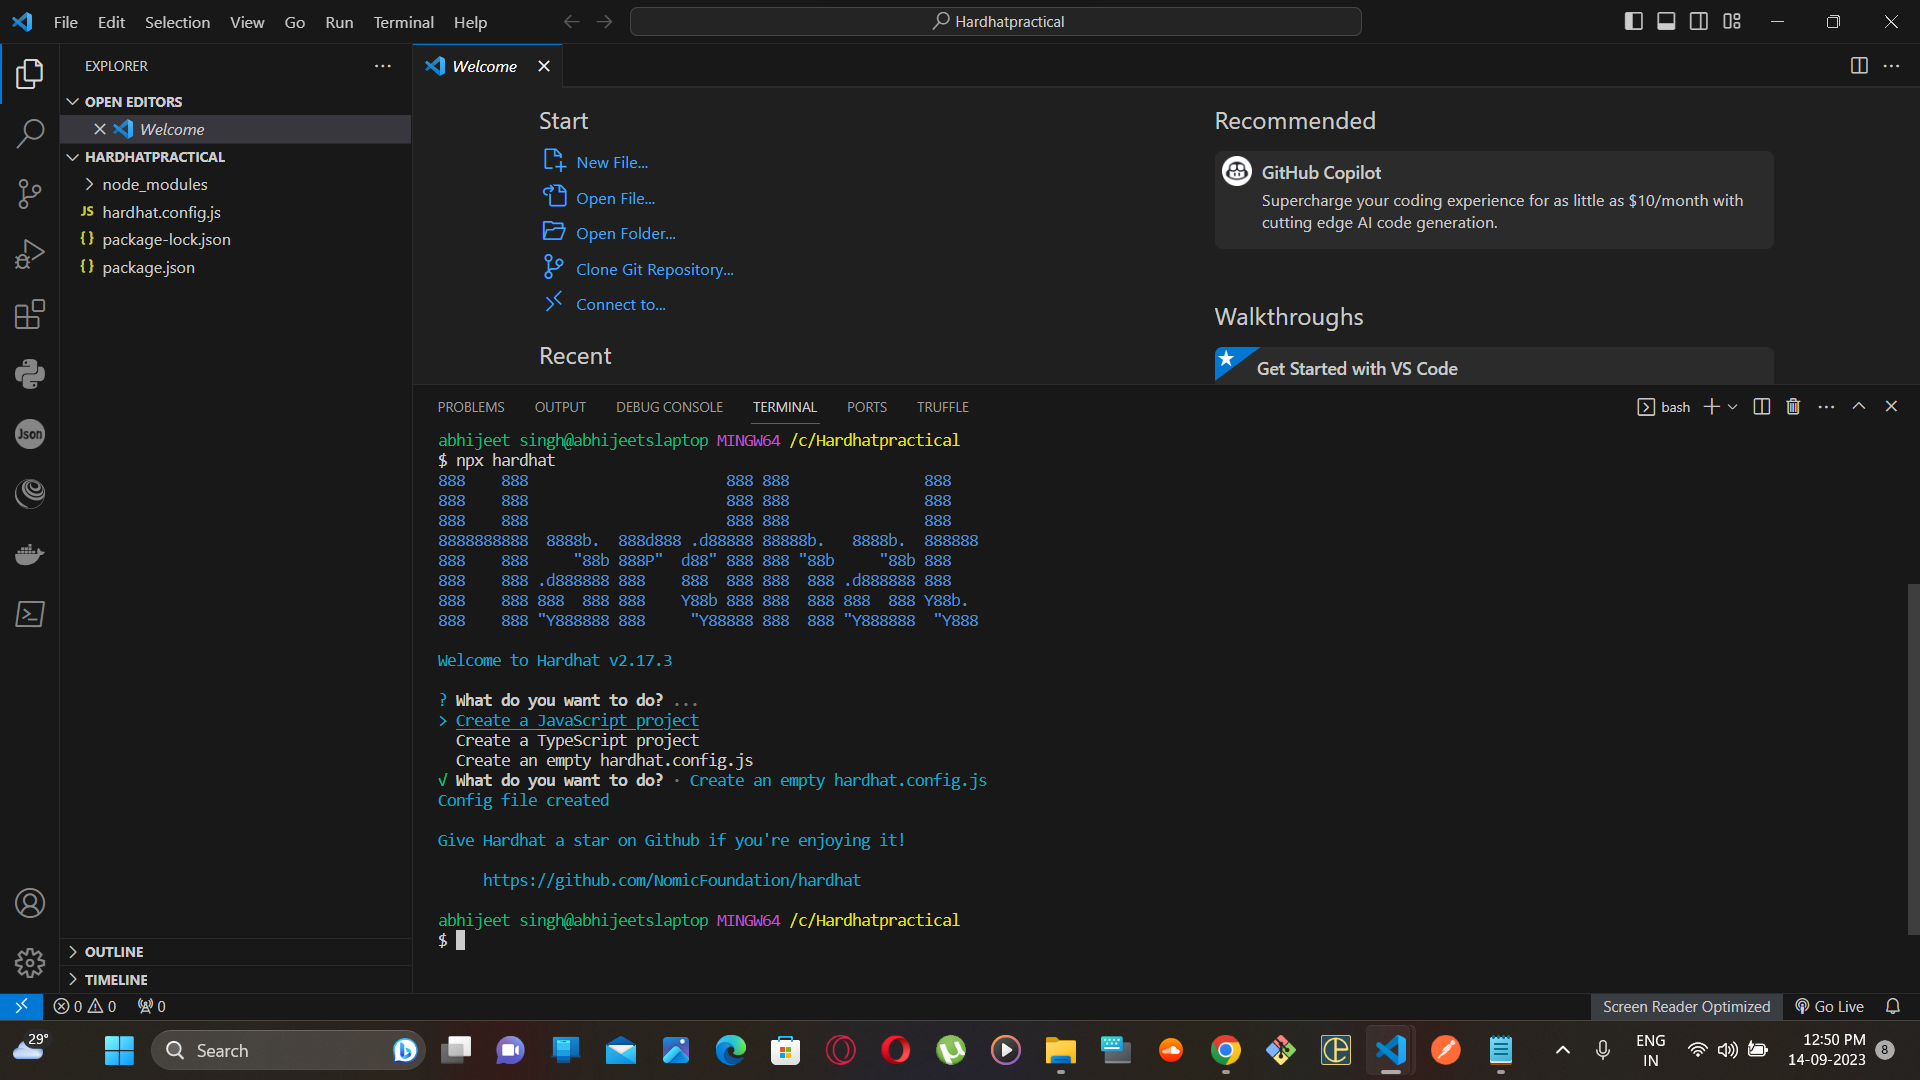 File Edit Selection View Go Run Terminal Help
Hardhatpractical
EXPLORER
OPEN EDITORS
Welcome
HARDHATPRACTICAL
node_modules
JS hardhat.config.js
{} package-lock.json
{} package.json
OUTLINE
TIMELINE
Json
Welcome
Start
New File...
Open File...
Open Folder...
Clone Git Repository...
Connect to...
Recent
Recommended
GitHub Copilot
Supercharge your coding experience for as little as $10/month with
cutting edge AI code generation.
Walkthroughs
Get Started with VS Code
PROBLEMS OUTPUT DEBUG CONSOLE TERMINAL PORTS TRUFFLE
bash
abhijeet singh@abhijeetslaptop MINGW64 /c/Hardhatpractical
$ npx hardhat
888    888                      888 888               888
888    888                      888 888               888
888    888                      888 888               888
8888888888  8888b.  888d888 .d88888 88888b.   8888b.  888888
888    888     "88b 888P"  d88" 888 888 "88b     "88b 888
888    888 .d888888 888    888  888 888  888 .d888888 888
888    888 888  888 888    Y88b 888 888  888 888  888 Y88b.
888    888 "Y888888 888     "Y88888 888  888 "Y888888  "Y888
Welcome to Hardhat v2.17.3
? What do you want to do? ...
> Create a JavaScript project
Create a TypeScript project
Create an empty hardhat.config.js
√ What do you want to do? · Create an empty hardhat.config.js
Config file created
Give Hardhat a star on Github if you're enjoying it!
https://github.com/NomicFoundation/hardhat
abhijeet singh@abhijeetslaptop MINGW64 /c/Hardhatpractical
$
0 0 0
Screen Reader Optimized Go Live
29°
Search
ENG
IN
12:50 PM
14-09-2023
8